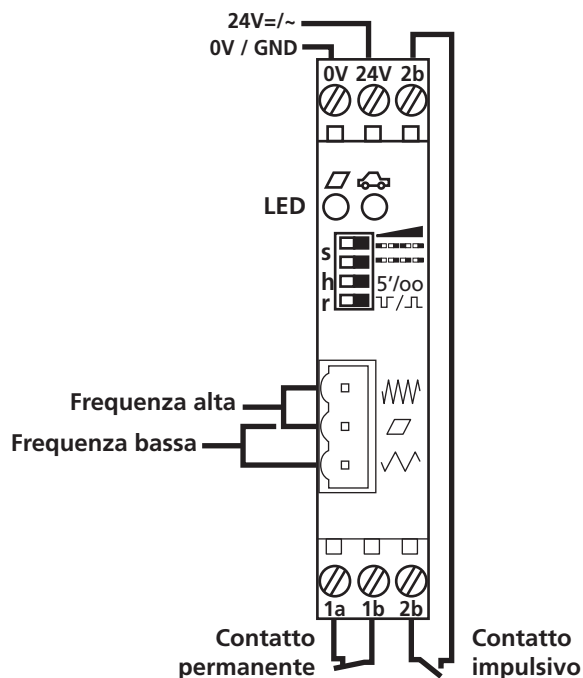 24V=/~
0V / GND
0V 24V 2b
LED
s
h 5'/oo
r
Frequenza alta
Frequenza bassa
1a 1b 2b
Contatto permanente
Contatto impulsivo